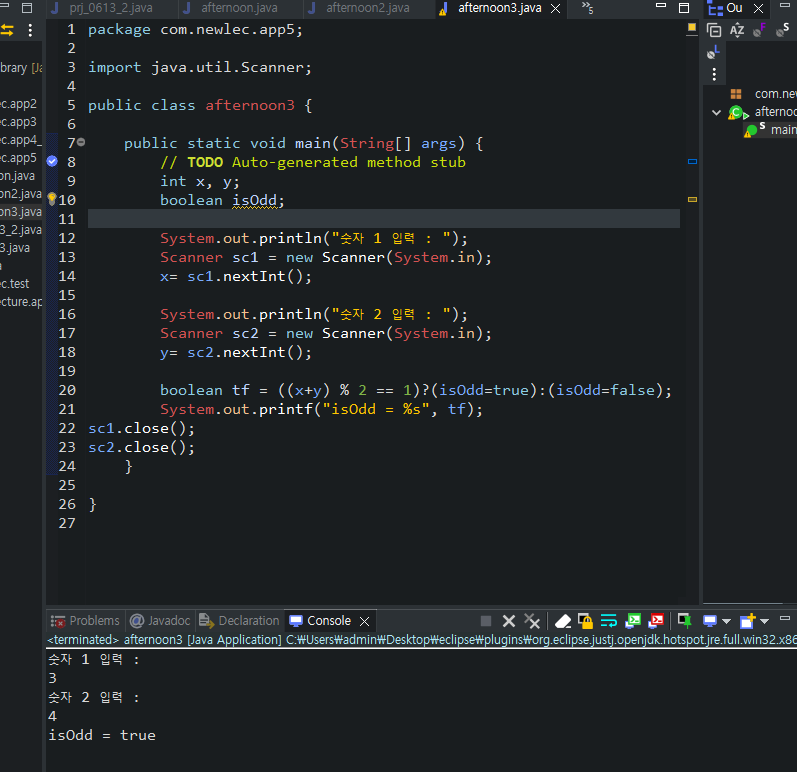 prj_0613_2.java
afternoon.java
afternoon2.java
afternoon3.java
5
Ou
ibrary [Ja
ec.app2
ec.app3
ec.app4_
ec.app5
on.java
on2.java
on3.java
3_2.java
3.java
a
ec.test
ecture.ap
1 package com.newlec.app5;
2
3 import java.util.Scanner;
4
5 public class afternoon3 {
6
7     public static void main(String[] args) {
8         // TODO Auto-generated method stub
9         int x, y;
10         boolean isOdd;
11
12         System.out.println("숫자 1 입력 : ");
13         Scanner sc1 = new Scanner(System.in);
14         x= sc1.nextInt();
15
16         System.out.println("숫자 2 입력 : ");
17         Scanner sc2 = new Scanner(System.in);
18         y= sc2.nextInt();
19
20         boolean tf = ((x+y) % 2 == 1)?(isOdd=true):(isOdd=false);
21         System.out.printf("isOdd = %s", tf);
22 sc1.close();
23 sc2.close();
24     }
25
26 }
27
com.new
afternoo
S main
Problems
Javadoc
Declaration
Console
<terminated> afternoon3 [Java Application] C:₩Users₩admin₩Desktop₩eclipse₩plugins₩org.eclipse.justj.openjdk.hotspot.jre.full.win32.x86
숫자 1 입력 :
3
숫자 2 입력 :
4
isOdd = true